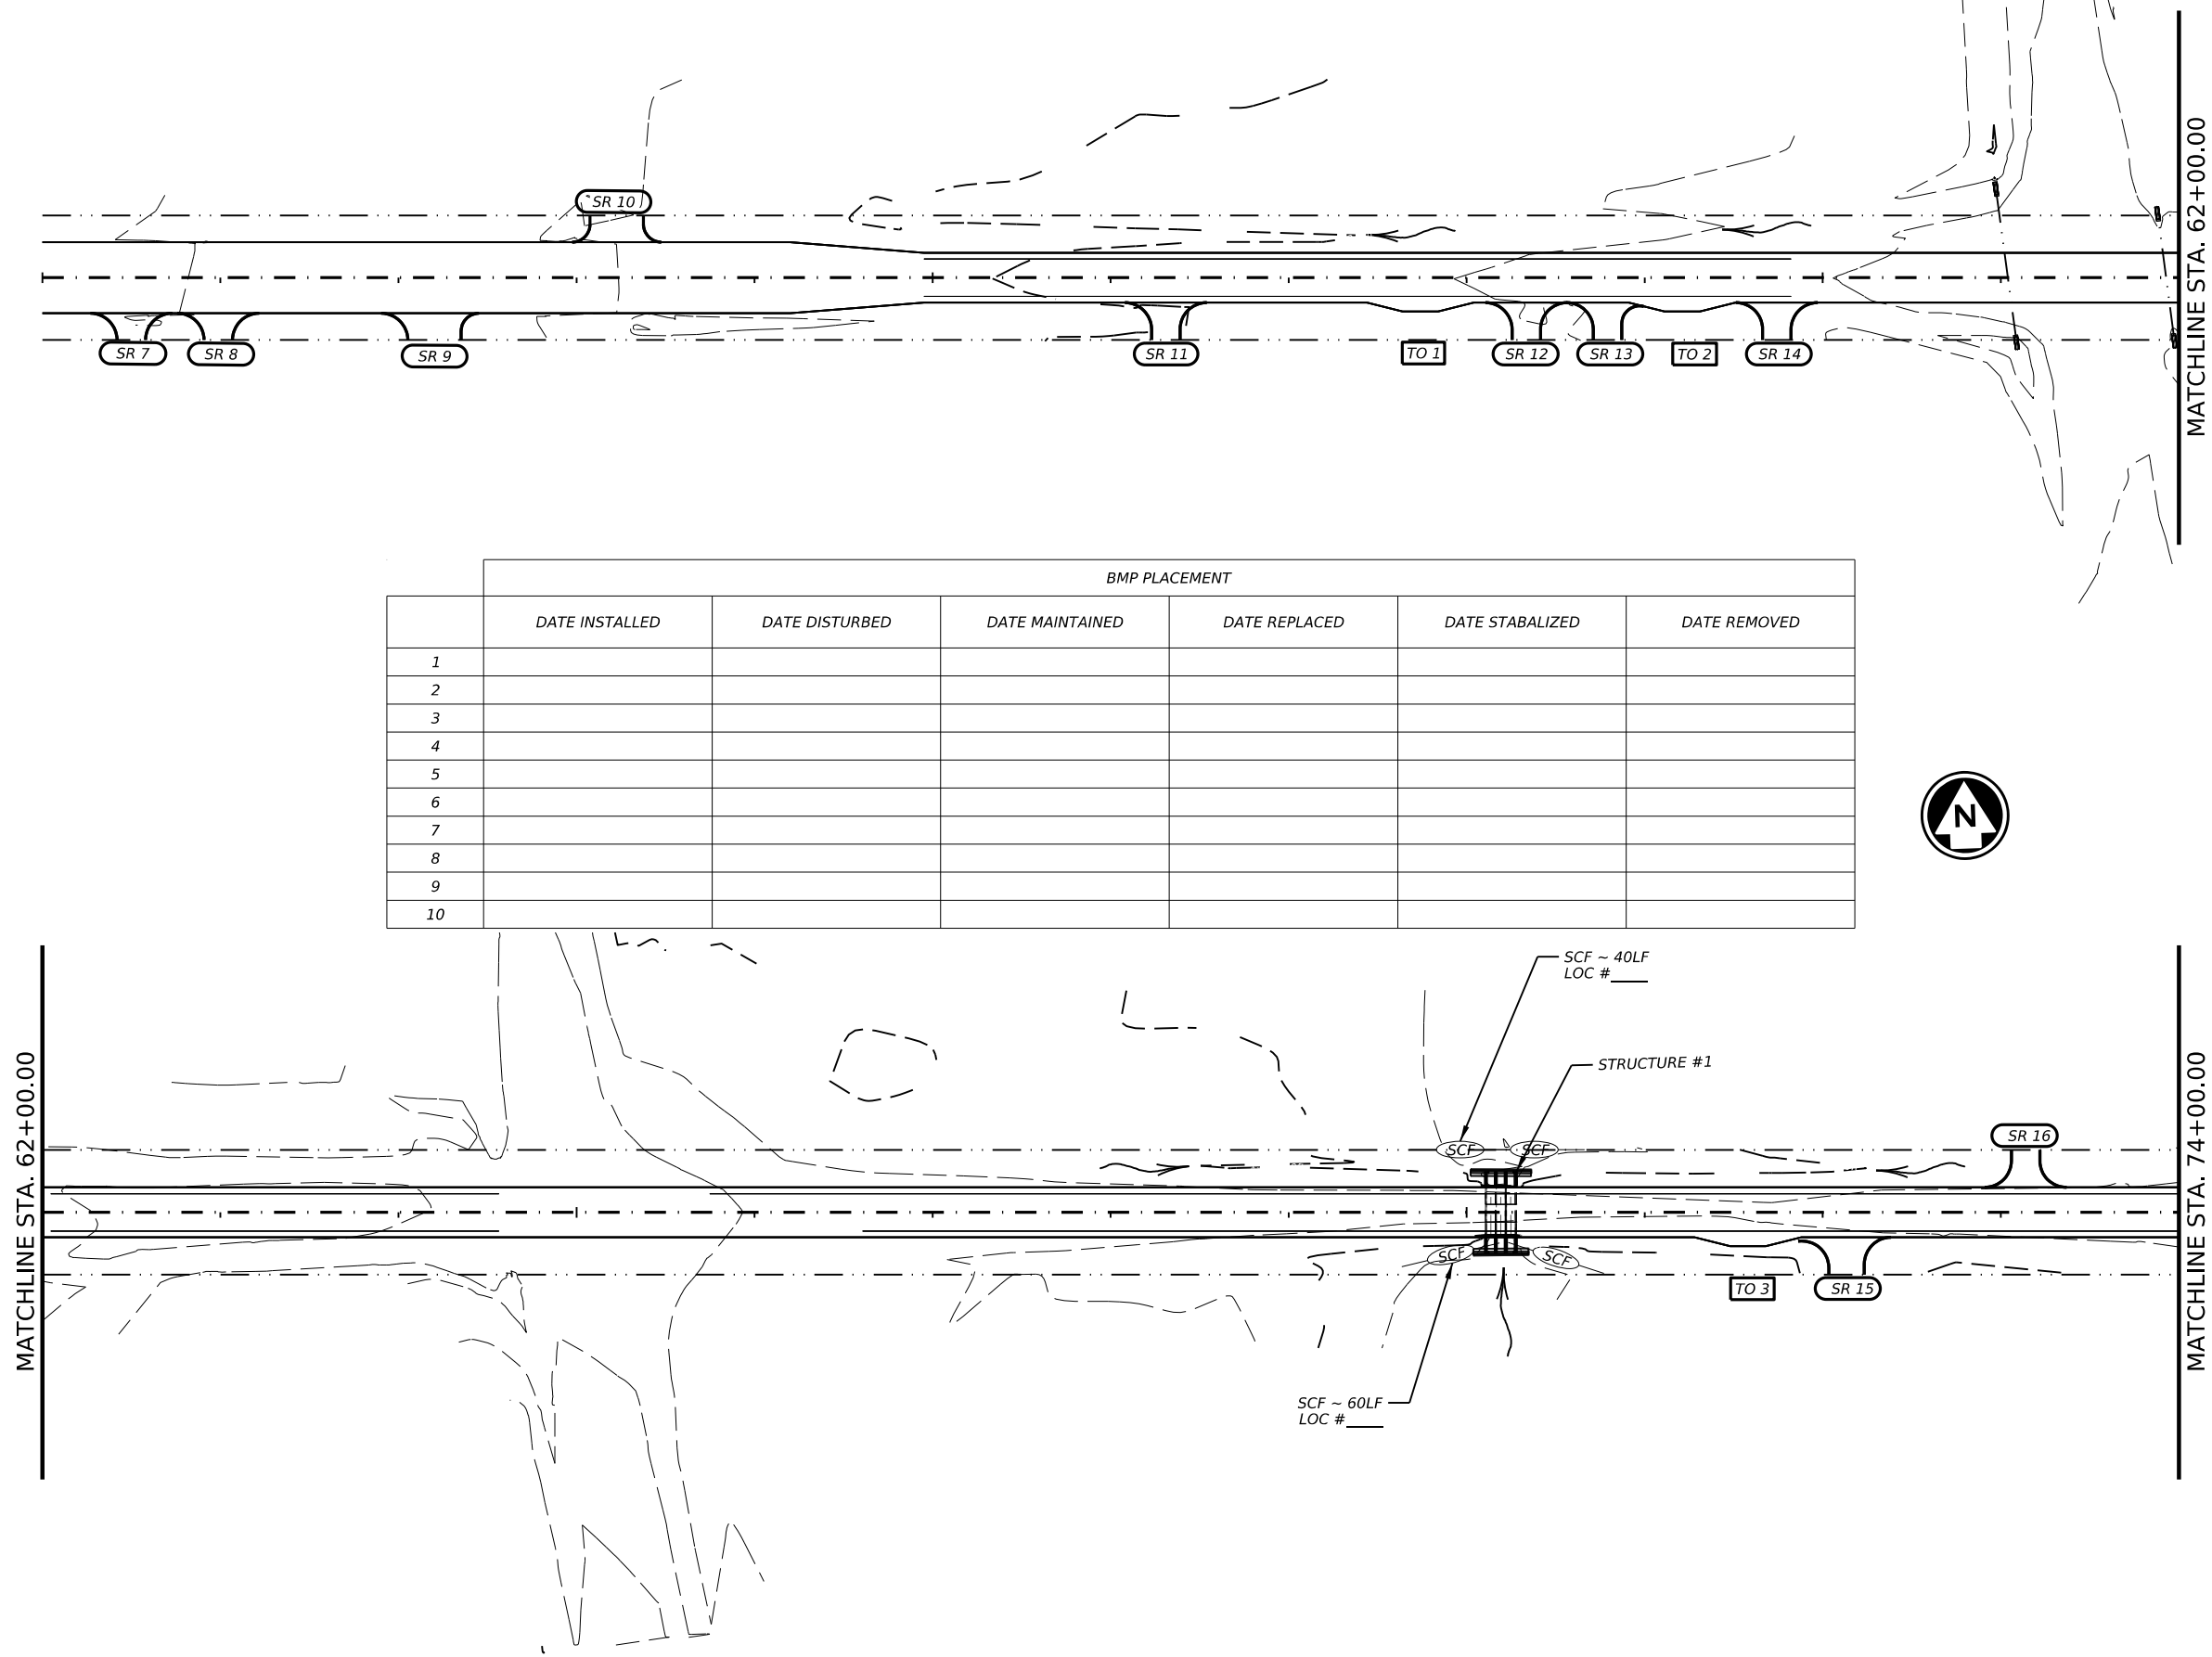 SR 10
MATCHLINE STA. 62+00.00
SR 7
SR 8
SR 9
SR 11
TO 1
SR 12
SR 13
TO 2
SR 14
BMP PLACEMENT
DATE INSTALLED
DATE DISTURBED
DATE MAINTAINED
DATE REPLACED
DATE STABALIZED
DATE REMOVED
1
2
3
4
5
6
7
8
9
10
N
SCF ~ 40LF
LOC #____
STRUCTURE #1
MATCHLINE STA. 62+00.00
MATCHLINE STA. 74+00.00
SR 16
SCF
SCF
SCF
SCF
TO 3
SR 15
SCF ~ 60LF
LOC #____